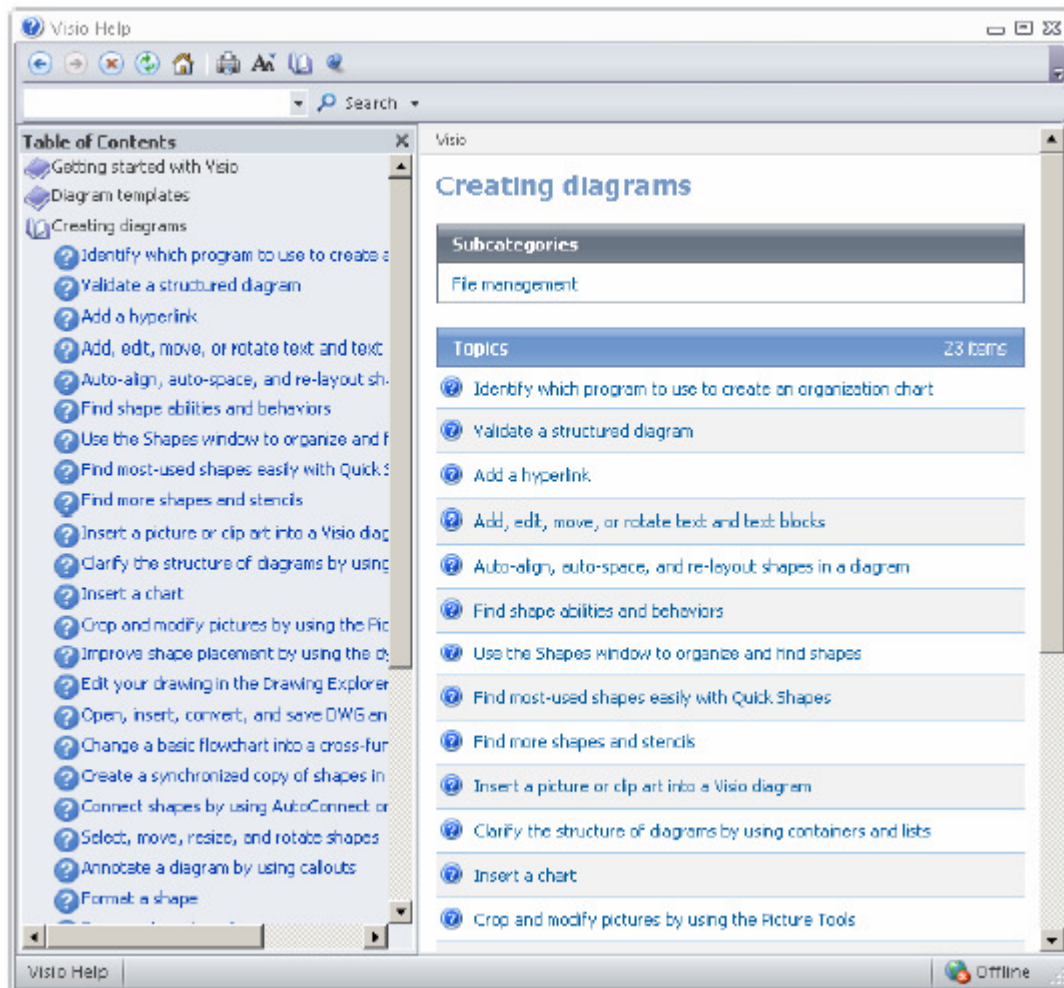 Visio Help
Search
Table of Contents
Getting started with Visio
Diagram templates
Creating diagrams
Identify which program to use to create a
Validate a structured diagram
Add a hyperlink
Add, edit, move, or rotate text and text
Auto-align, auto-space, and re-layout sh
Find shape abilities and behaviors
Use the Shapes window to organize and f
Find most-used shapes easily with Quick S
Find more shapes and stencils
Insert a picture or clip art into a Visio diag
Clarify the structure of diagrams by using
Insert a chart
Crop and modify pictures by using the Pic
Improve shape placement by using the dy
Edit your drawing in the Drawing Explorer
Open, insert, convert, and save DWG an
Change a basic flowchart into a cross-fun
Create a synchronized copy of shapes in
Connect shapes by using AutoConnect or
Select, move, resize, and rotate shapes
Annotate a diagram by using callouts
Format a shape
Visio
Creating diagrams
Subcategories
File management
Topics 23 items
Identify which program to use to create an organization chart
Validate a structured diagram
Add a hyperlink
Add, edit, move, or rotate text and text blocks
Auto-align, auto-space, and re-layout shapes in a diagram
Find shape abilities and behaviors
Use the Shapes window to organize and find shapes
Find most-used shapes easily with Quick Shapes
Find more shapes and stencils
Insert a picture or clip art into a Visio diagram
Clarify the structure of diagrams by using containers and lists
Insert a chart
Crop and modify pictures by using the Picture Tools
Visio Help
Offline